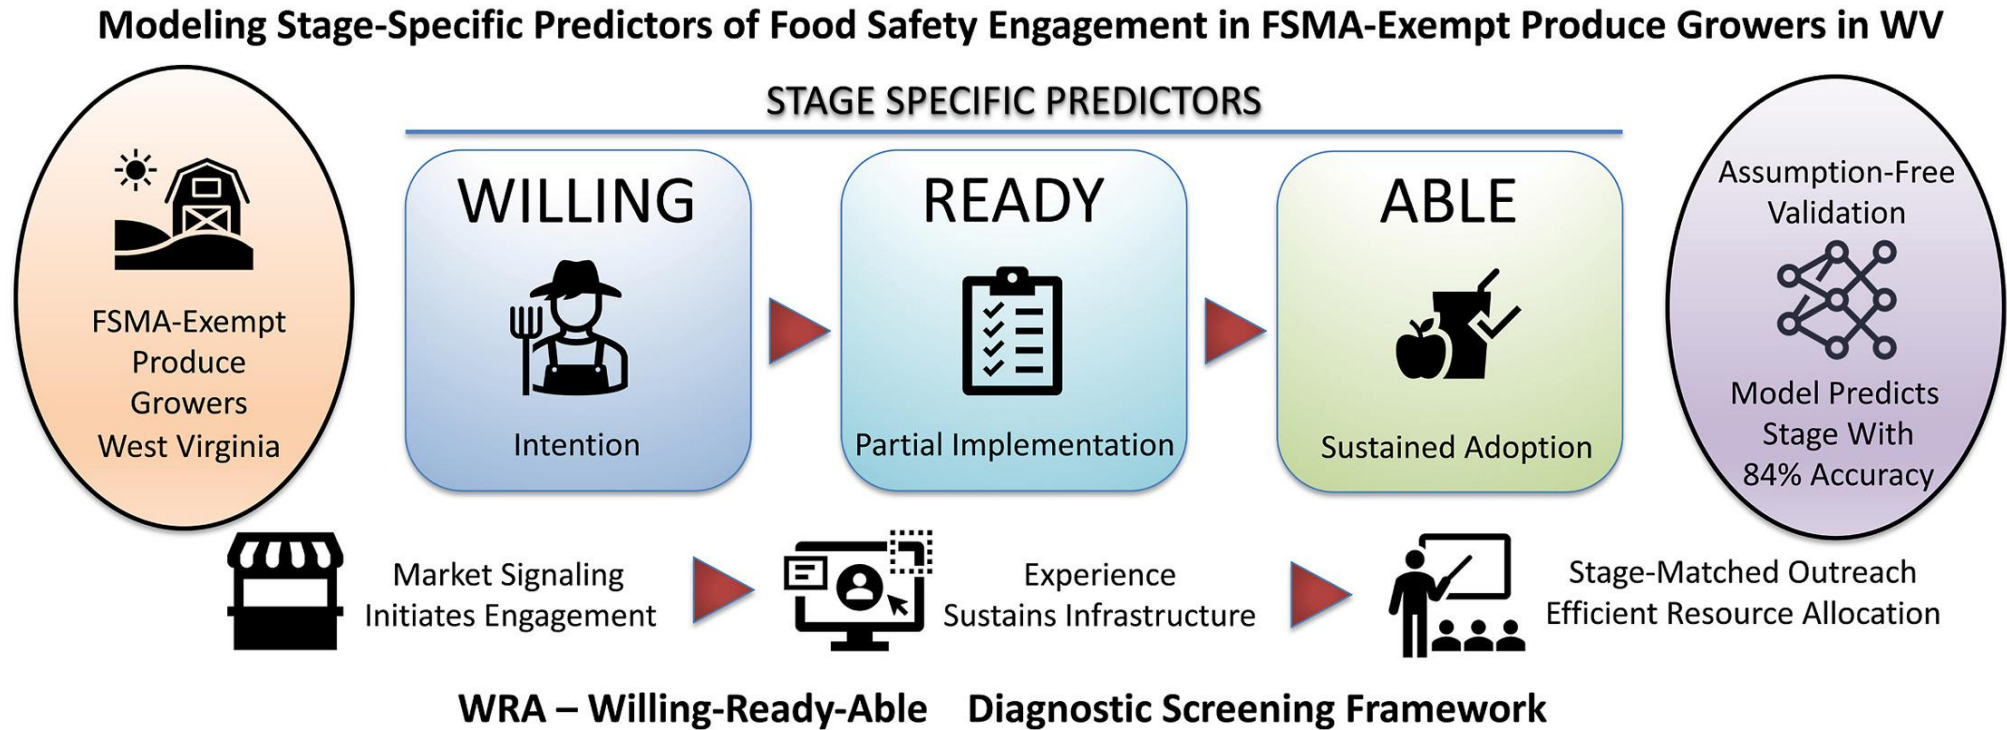 Modeling Stage-Specific Predictors of Food Safety Engagement in FSMA-Exempt Produce Growers in WV
STAGE SPECIFIC PREDICTORS
FSMA-Exempt
Produce
Growers
West Virginia
WILLING
Intention
READY
Partial Implementation
ABLE
Sustained Adoption
Assumption-Free
Validation
Model Predicts
Stage With
84% Accuracy
Market Signaling
Initiates Engagement
Experience
Sustains Infrastructure
Stage-Matched Outreach
Efficient Resource Allocation
WRA – Willing-Ready-Able Diagnostic Screening Framework